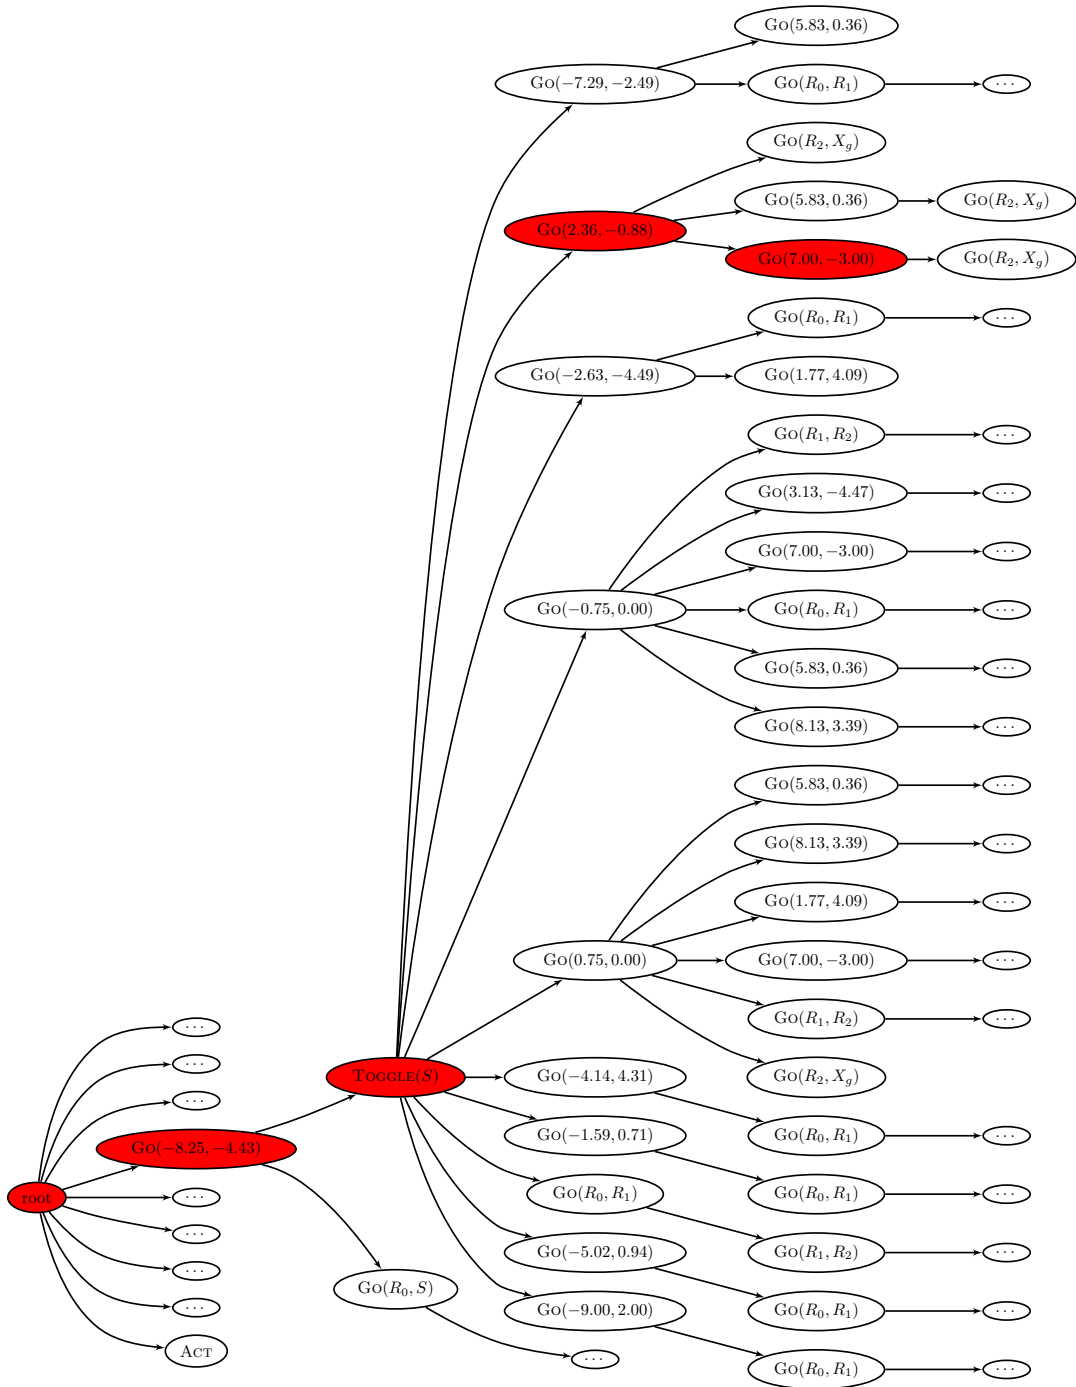 Go(5.83, 0.36)
Go(−7.29, −2.49)
Go(R₀, R₁)
···
Go(R₂, X_g)
Go(5.83, 0.36)
Go(R₂, X_g)
Go(2.36, −0.88)
Go(7.00, −3.00)
Go(R₂, X_g)
Go(R₀, R₁)
···
Go(−2.63, −4.49)
Go(1.77, 4.09)
Go(R₁, R₂)
···
Go(3.13, −4.47)
···
Go(7.00, −3.00)
···
Go(−0.75, 0.00)
Go(R₀, R₁)
···
Go(5.83, 0.36)
···
Go(8.13, 3.39)
···
Go(5.83, 0.36)
···
Go(8.13, 3.39)
···
Go(1.77, 4.09)
···
Go(0.75, 0.00)
Go(7.00, −3.00)
···
Go(R₁, R₂)
···
···
···
Toggle(S)
Go(−4.14, 4.31)
Go(R₂, X_g)
···
Go(−8.25, −4.43)
Go(−1.59, 0.71)
Go(R₀, R₁)
···
root
···
Go(R₀, R₁)
Go(R₀, R₁)
···
···
Go(−5.02, 0.94)
Go(R₁, R₂)
···
···
Go(R₀, S)
···
Go(−9.00, 2.00)
Go(R₀, R₁)
···
Act
···
Go(R₀, R₁)
···